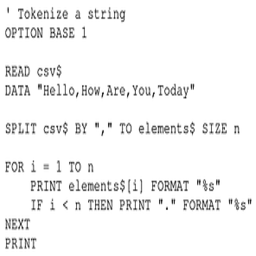 ' Tokenize a string
OPTION BASE 1
READ csv$
DATA "Hello,How,Are,You,Today"
SPLIT csv$ BY "," TO elements$ SIZE n
FOR i = 1 TO n
PRINT elements$[i] FORMAT "%s"
IF i < n THEN PRINT "." FORMAT "%s"
NEXT
PRINT